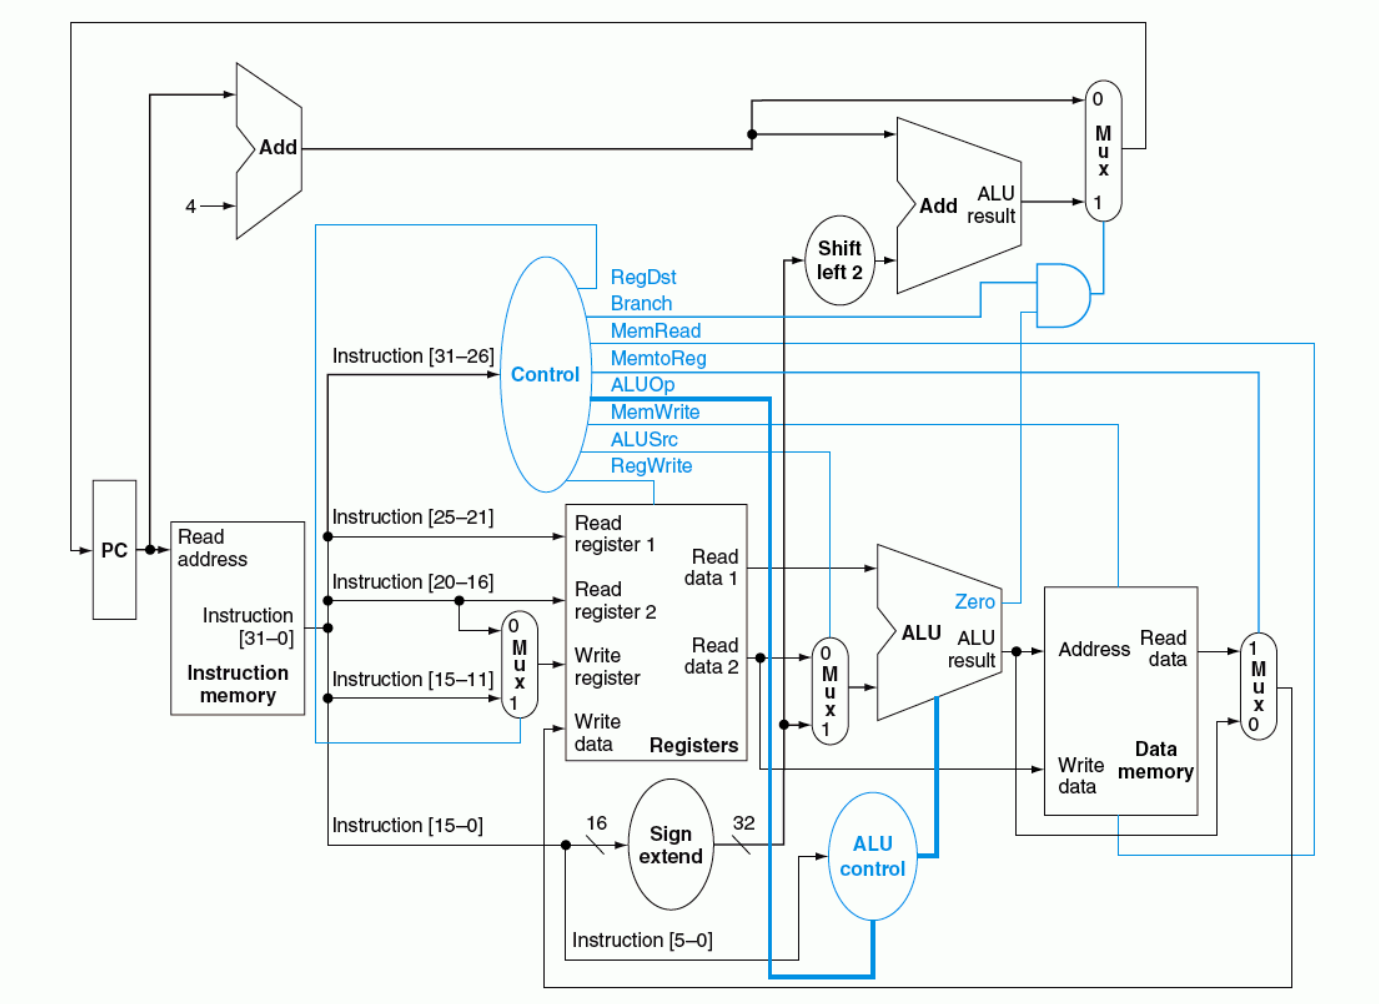 0
M
u
x
1
Add
4
Add
ALU
result
Shift
left 2
RegDst
Branch
MemRead
MemtoReg
ALUOp
MemWrite
ALUSrc
RegWrite
Control
Instruction [31–26]
Instruction [25–21]
Instruction [20–16]
Instruction [15–11]
Instruction [15–0]
Instruction [5–0]
PC
Read
address
Instruction
[31–0]
Instruction
memory
0
M
u
x
1
Read
register 1
Read
register 2
Write
register
Write
data
Read
data 1
Read
data 2
Registers
16
Sign
extend
32
0
M
u
x
1
Zero
ALU
ALU
result
ALU
control
Address
Read
data
Write
data
Data
memory
1
M
u
x
0